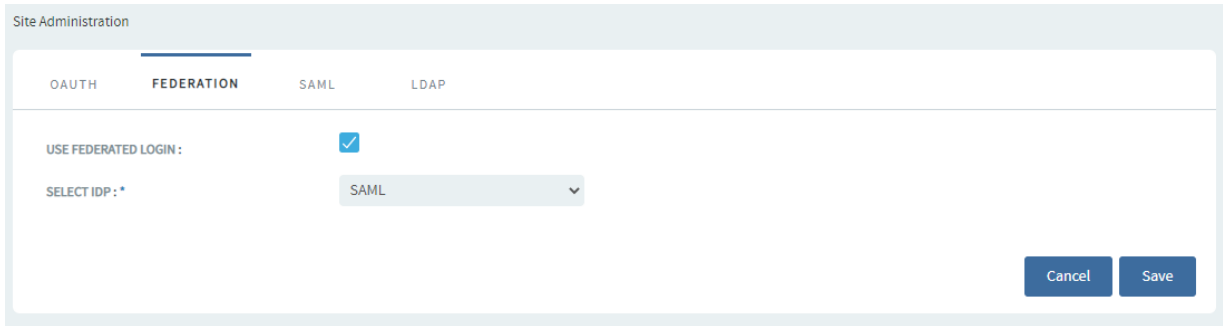 Site Administration
OAUTH FEDERATION SAML LDAP
USE FEDERATED LOGIN :
SELECT IDP : * SAML
Cancel Save